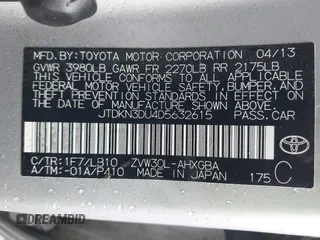 MFD.BY:TOYOTA MOTOR CORPORATION 04/13
GVWR 3980LB GAWR FR 2270LB RR 2175LB
THIS VEHICLE CONFORMS TO ALL APPLICABLE
FEDERAL MOTOR VEHICLE SAFETY, BUMPER,
AND THEFT PREVENTION STANDARDS IN EFFECT
ON THE DATE OF MANUFACTURE SHOWN ABOVE.
JTDKN3DU4D5632615 PASS.CAR
TOYOTA
C/TR:1F7/LB10 ZVW30L-AHXGBA
A/TM:-01A/P410 MADE IN JAPAN 175 C